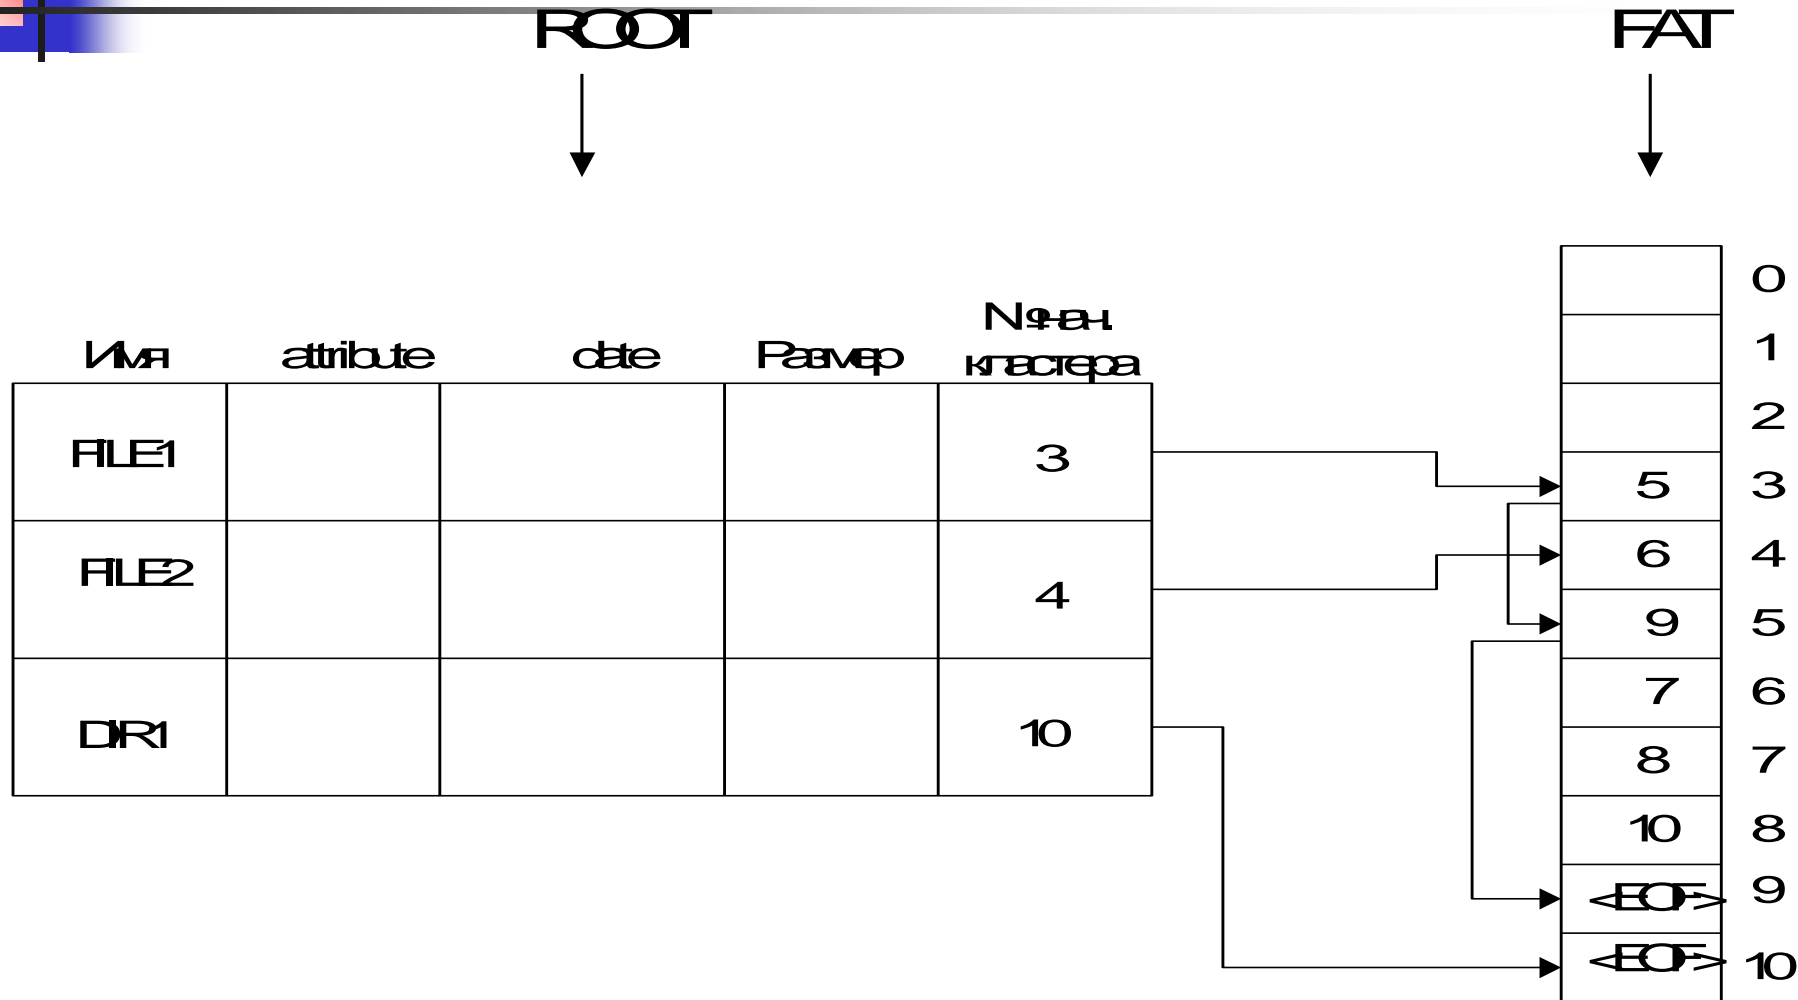 ROOT
FAT
Имя attribute date Размер № нач. кластера
FILE1 3
FILE2 4
DIR1 10
0
1
2
5 3
6 4
9 5
7 6
8 7
10 8
<EOF> 9
<EOF> 10